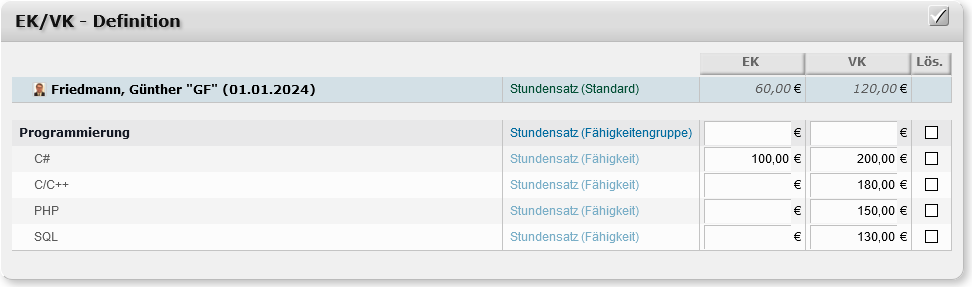 EK/VK - Definition
EK VK Lös.
Friedmann, Günther "GF" (01.01.2024) Stundensatz (Standard) 60,00 € 120,00 €
Programmierung Stundensatz (Fähigkeitengruppe) € €
C# Stundensatz (Fähigkeit) 100,00 € 200,00 €
C/C++ Stundensatz (Fähigkeit) € 180,00 €
PHP Stundensatz (Fähigkeit) € 150,00 €
SQL Stundensatz (Fähigkeit) € 130,00 €